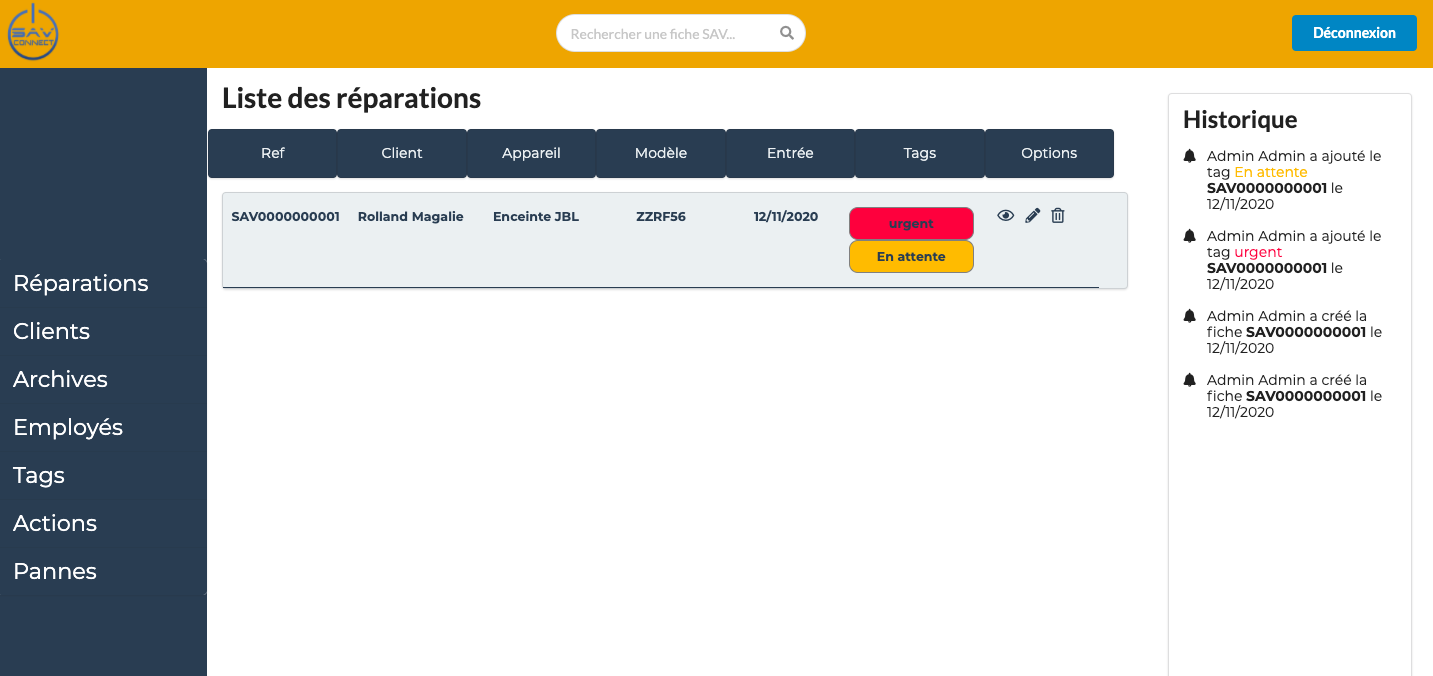 SAV
CONNECT
Rechercher une fiche SAV...
Déconnexion
Réparations
Clients
Archives
Employés
Tags
Actions
Pannes
Liste des réparations
Ref Client Appareil Modèle Entrée Tags Options
SAV0000000001 Rolland Magalie Enceinte JBL ZZRF56 12/11/2020 urgent
En attente
Historique
Admin Admin a ajouté le
tag En attente
SAV0000000001 le
12/11/2020
Admin Admin a ajouté le
tag urgent
SAV0000000001 le
12/11/2020
Admin Admin a créé la
fiche SAV0000000001 le
12/11/2020
Admin Admin a créé la
fiche SAV0000000001 le
12/11/2020